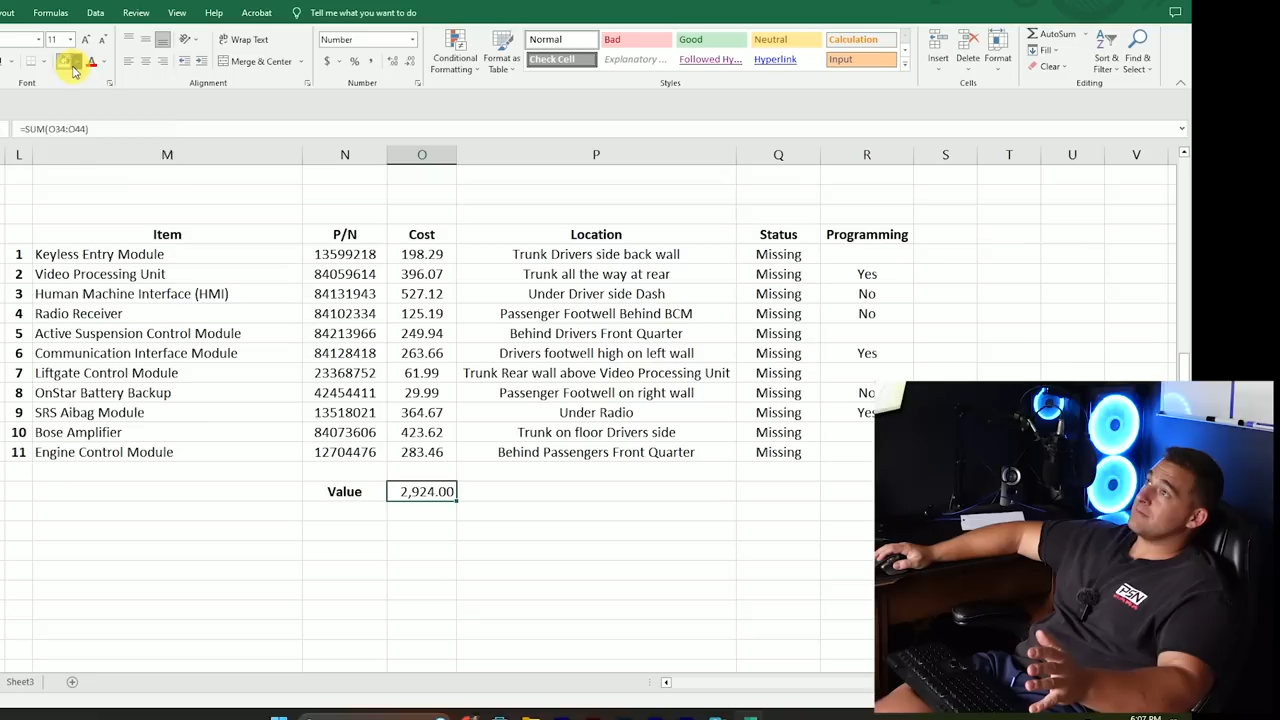 out Formulas Data Review View Help Acrobat Tell me what you want to do
11 A A Wrap Text Number Conditional Formatting Format as Table Normal Bad Good Neutral Calculation Insert Delete Format AutoSum Sort & Filter Find & Select
A Merge & Center $ % Check Cell Explanatory ... Followed Hy... Hyperlink Input Fill
Clear
Font Alignment Number Styles Cells Editing
=SUM(O34:O44)
L M N O P Q R S T U V
Item P/N Cost Location Status Programming
1 Keyless Entry Module 13599218 198.29 Trunk Drivers side back wall Missing
2 Video Processing Unit 84059614 396.07 Trunk all the way at rear Missing Yes
3 Human Machine Interface (HMI) 84131943 527.12 Under Driver side Dash Missing No
4 Radio Receiver 84102334 125.19 Passenger Footwell Behind BCM Missing No
5 Active Suspension Control Module 84213966 249.94 Behind Drivers Front Quarter Missing
6 Communication Interface Module 84128418 263.66 Drivers footwell high on left wall Missing Yes
7 Liftgate Control Module 23368752 61.99 Trunk Rear wall above Video Processing Unit Missing
8 OnStar Battery Backup 42454411 29.99 Passenger Footwell on right wall Missing No
9 SRS Aibag Module 13518021 364.67 Under Radio Missing Yes
10 Bose Amplifier 84073606 423.62 Trunk on floor Drivers side Missing
11 Engine Control Module 12704476 283.46 Behind Passengers Front Quarter Missing
Value 2,924.00
PSN
Sheet3
6:07 PM